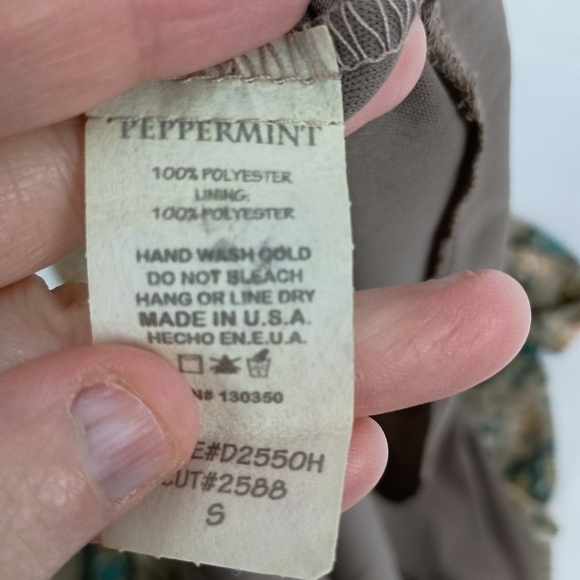 PEPPERMINT
100% POLYESTER
LINING:
100% POLYESTER
HAND WASH COLD
DO NOT BLEACH
HANG OR LINE DRY
MADE IN U.S.A.
HECHO EN.E.U.A.
N# 130350
E#D2550H
CUT#2588
S